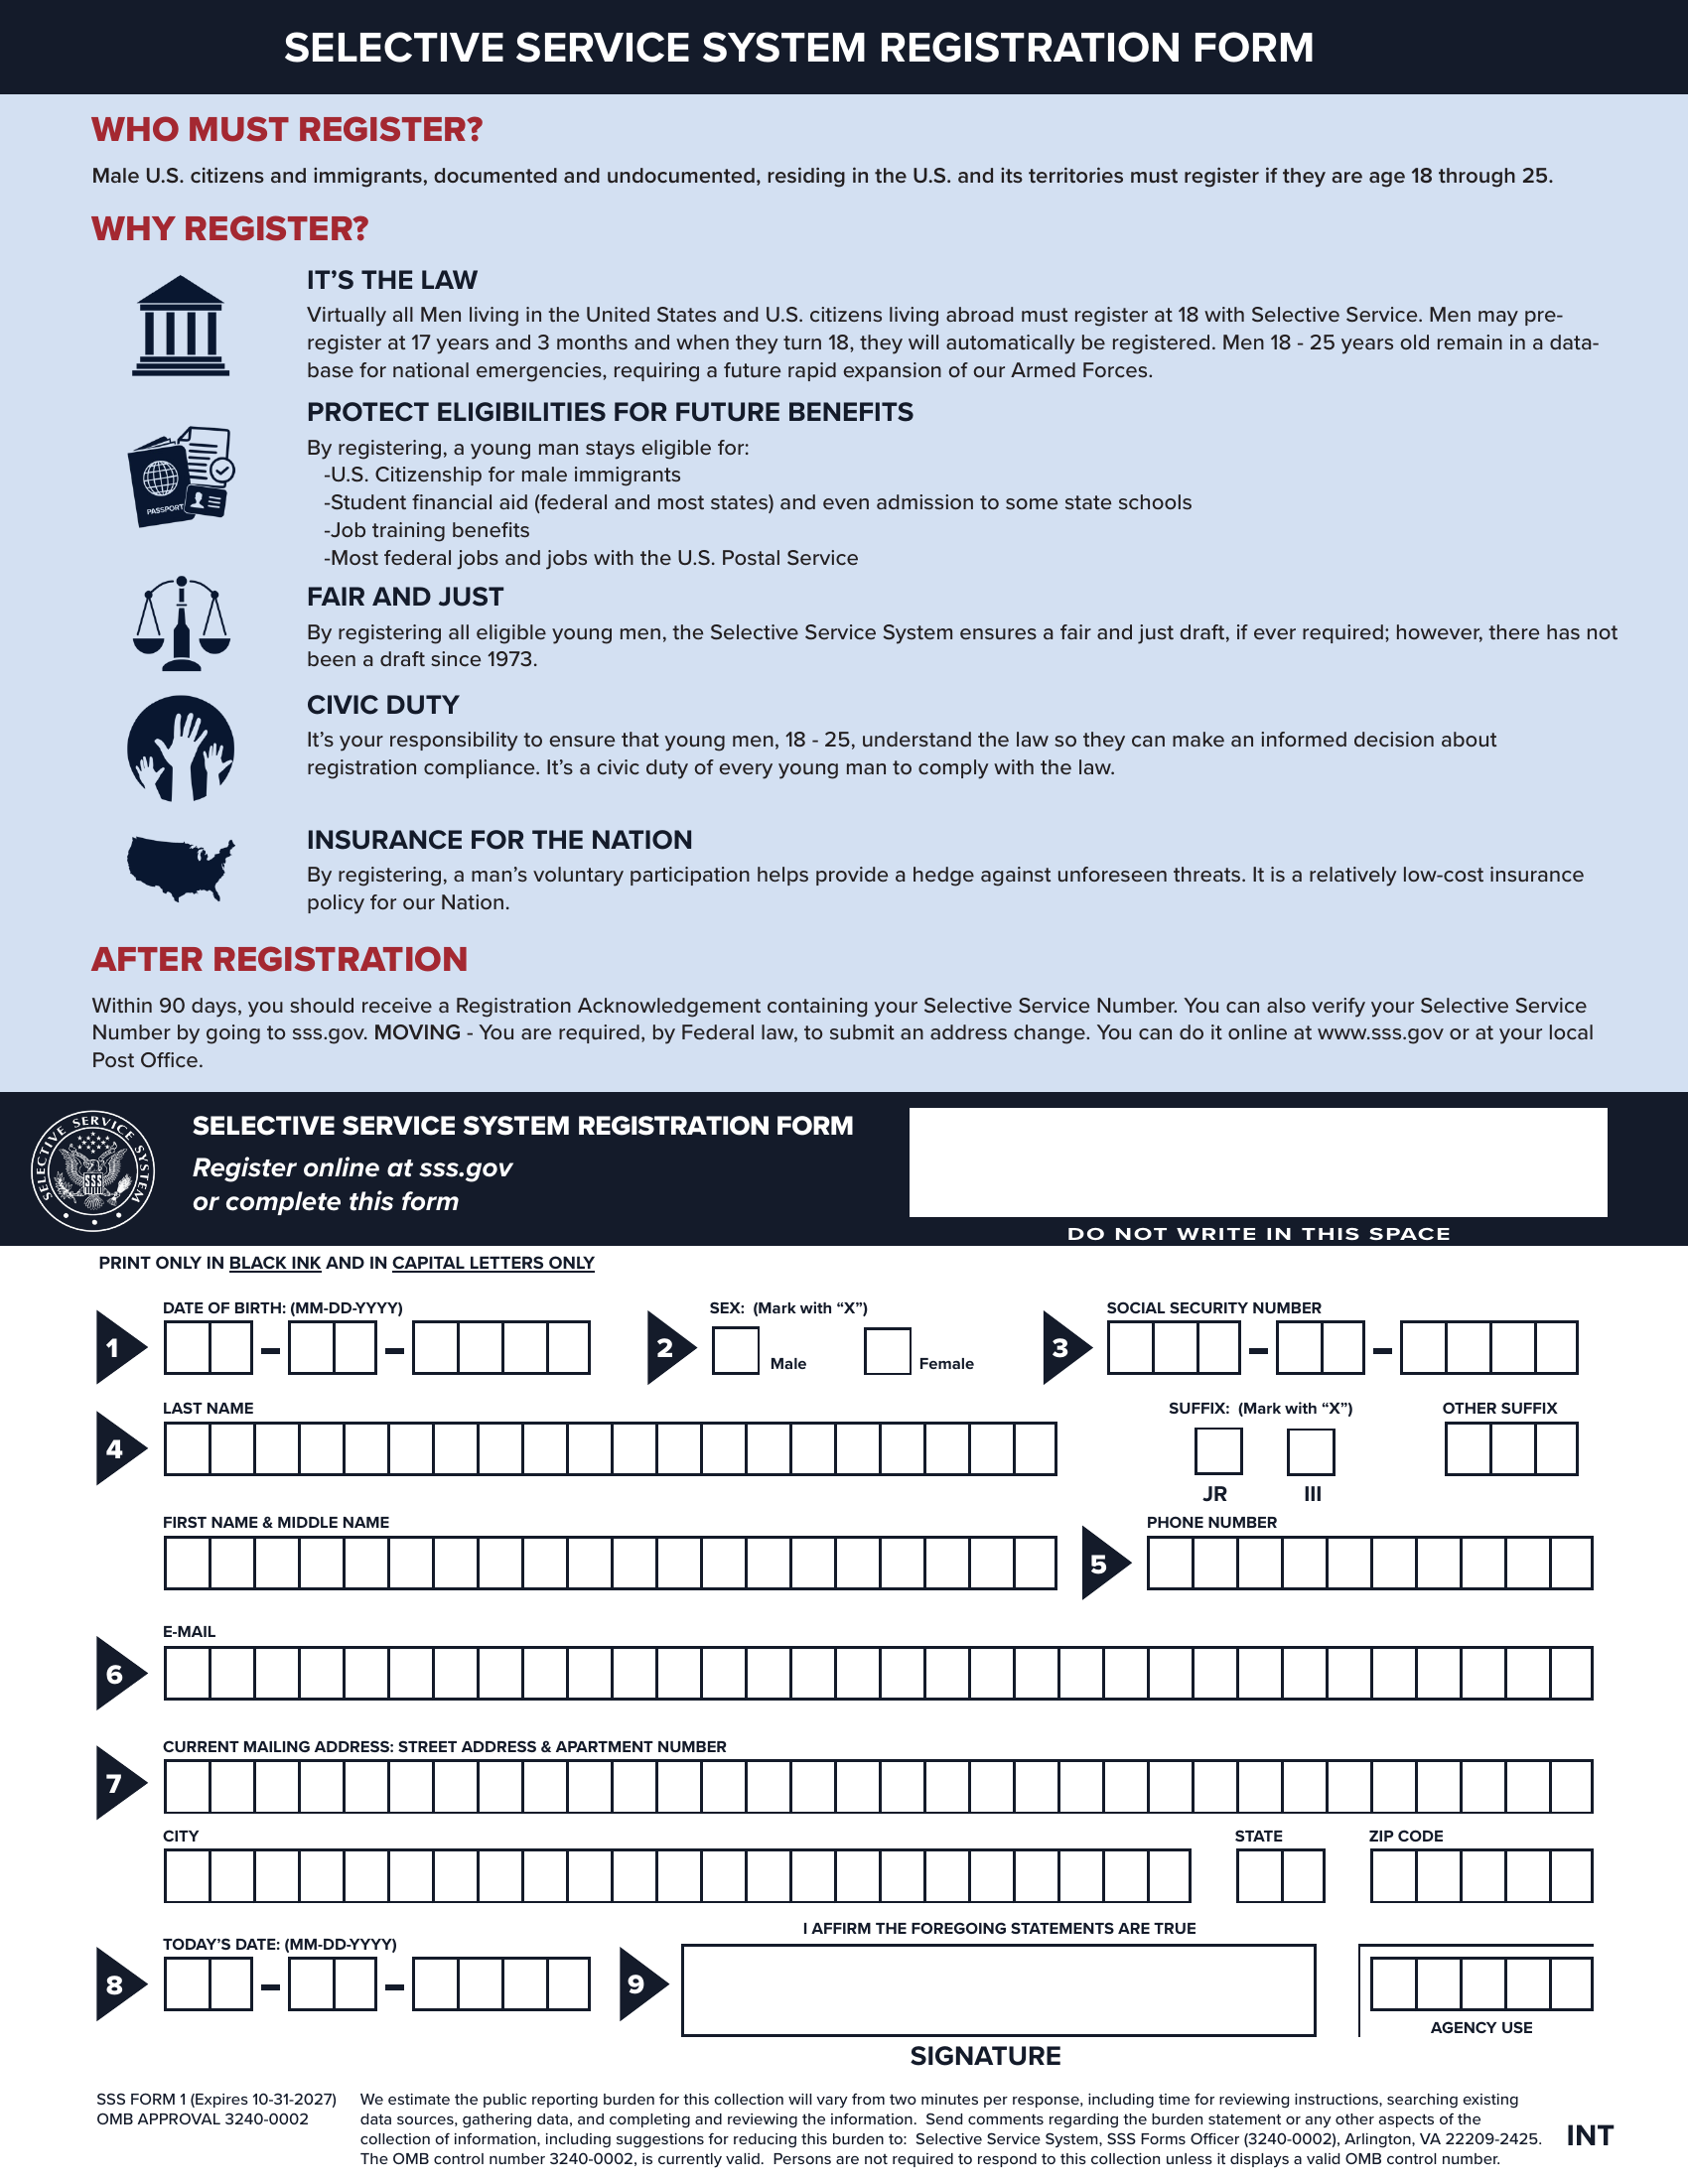 SELECTIVE SERVICE SYSTEM REGISTRATION FORM
WHO MUST REGISTER?
Male U.S. citizens and immigrants, documented and undocumented, residing in the U.S. and its territories must register if they are age 18 through 25.
WHY REGISTER?
IT'S THE LAW
Virtually all Men living in the United States and U.S. citizens living abroad must register at 18 with Selective Service. Men may pre-
register at 17 years and 3 months and when they turn 18, they will automatically be registered. Men 18 - 25 years old remain in a data-
base for national emergencies, requiring a future rapid expansion of our Armed Forces.
PASSPORT
PROTECT ELIGIBILITIES FOR FUTURE BENEFITS
By registering, a young man stays eligible for:
-U.S. Citizenship for male immigrants
-Student financial aid (federal and most states) and even admission to some state schools
-Job training benefits
-Most federal jobs and jobs with the U.S. Postal Service
FAIR AND JUST
By registering all eligible young men, the Selective Service System ensures a fair and just draft, if ever required; however, there has not
been a draft since 1973.
CIVIC DUTY
It's your responsibility to ensure that young men, 18 - 25, understand the law so they can make an informed decision about
registration compliance. It's a civic duty of every young man to comply with the law.
INSURANCE FOR THE NATION
By registering, a man's voluntary participation helps provide a hedge against unforeseen threats. It is a relatively low-cost insurance
policy for our Nation.
AFTER REGISTRATION
Within 90 days, you should receive a Registration Acknowledgement containing your Selective Service Number. You can also verify your Selective Service
Number by going to sss.gov. MOVING - You are required, by Federal law, to submit an address change. You can do it online at www.sss.gov or at your local
Post Office.
SELECTIVE SERVICE SYSTEM
SSS
SELECTIVE SERVICE SYSTEM REGISTRATION FORM
Register online at sss.gov
or complete this form
DO NOT WRITE IN THIS SPACE
PRINT ONLY IN BLACK INK AND IN CAPITAL LETTERS ONLY
1 DATE OF BIRTH: (MM-DD-YYYY)
2 SEX: (Mark with “X”)
Male Female
3 SOCIAL SECURITY NUMBER
4 LAST NAME
SUFFIX: (Mark with “X”)
JR III
OTHER SUFFIX
FIRST NAME & MIDDLE NAME
5 PHONE NUMBER
6 E-MAIL
7 CURRENT MAILING ADDRESS: STREET ADDRESS & APARTMENT NUMBER
CITY STATE ZIP CODE
8 TODAY'S DATE: (MM-DD-YYYY)
9 I AFFIRM THE FOREGOING STATEMENTS ARE TRUE
SIGNATURE
AGENCY USE
SSS FORM 1 (Expires 10-31-2027)
OMB APPROVAL 3240-0002
We estimate the public reporting burden for this collection will vary from two minutes per response, including time for reviewing instructions, searching existing
data sources, gathering data, and completing and reviewing the information. Send comments regarding the burden statement or any other aspects of the
collection of information, including suggestions for reducing this burden to: Selective Service System, SSS Forms Officer (3240-0002), Arlington, VA 22209-2425.
The OMB control number 3240-0002, is currently valid. Persons are not required to respond to this collection unless it displays a valid OMB control number.
INT